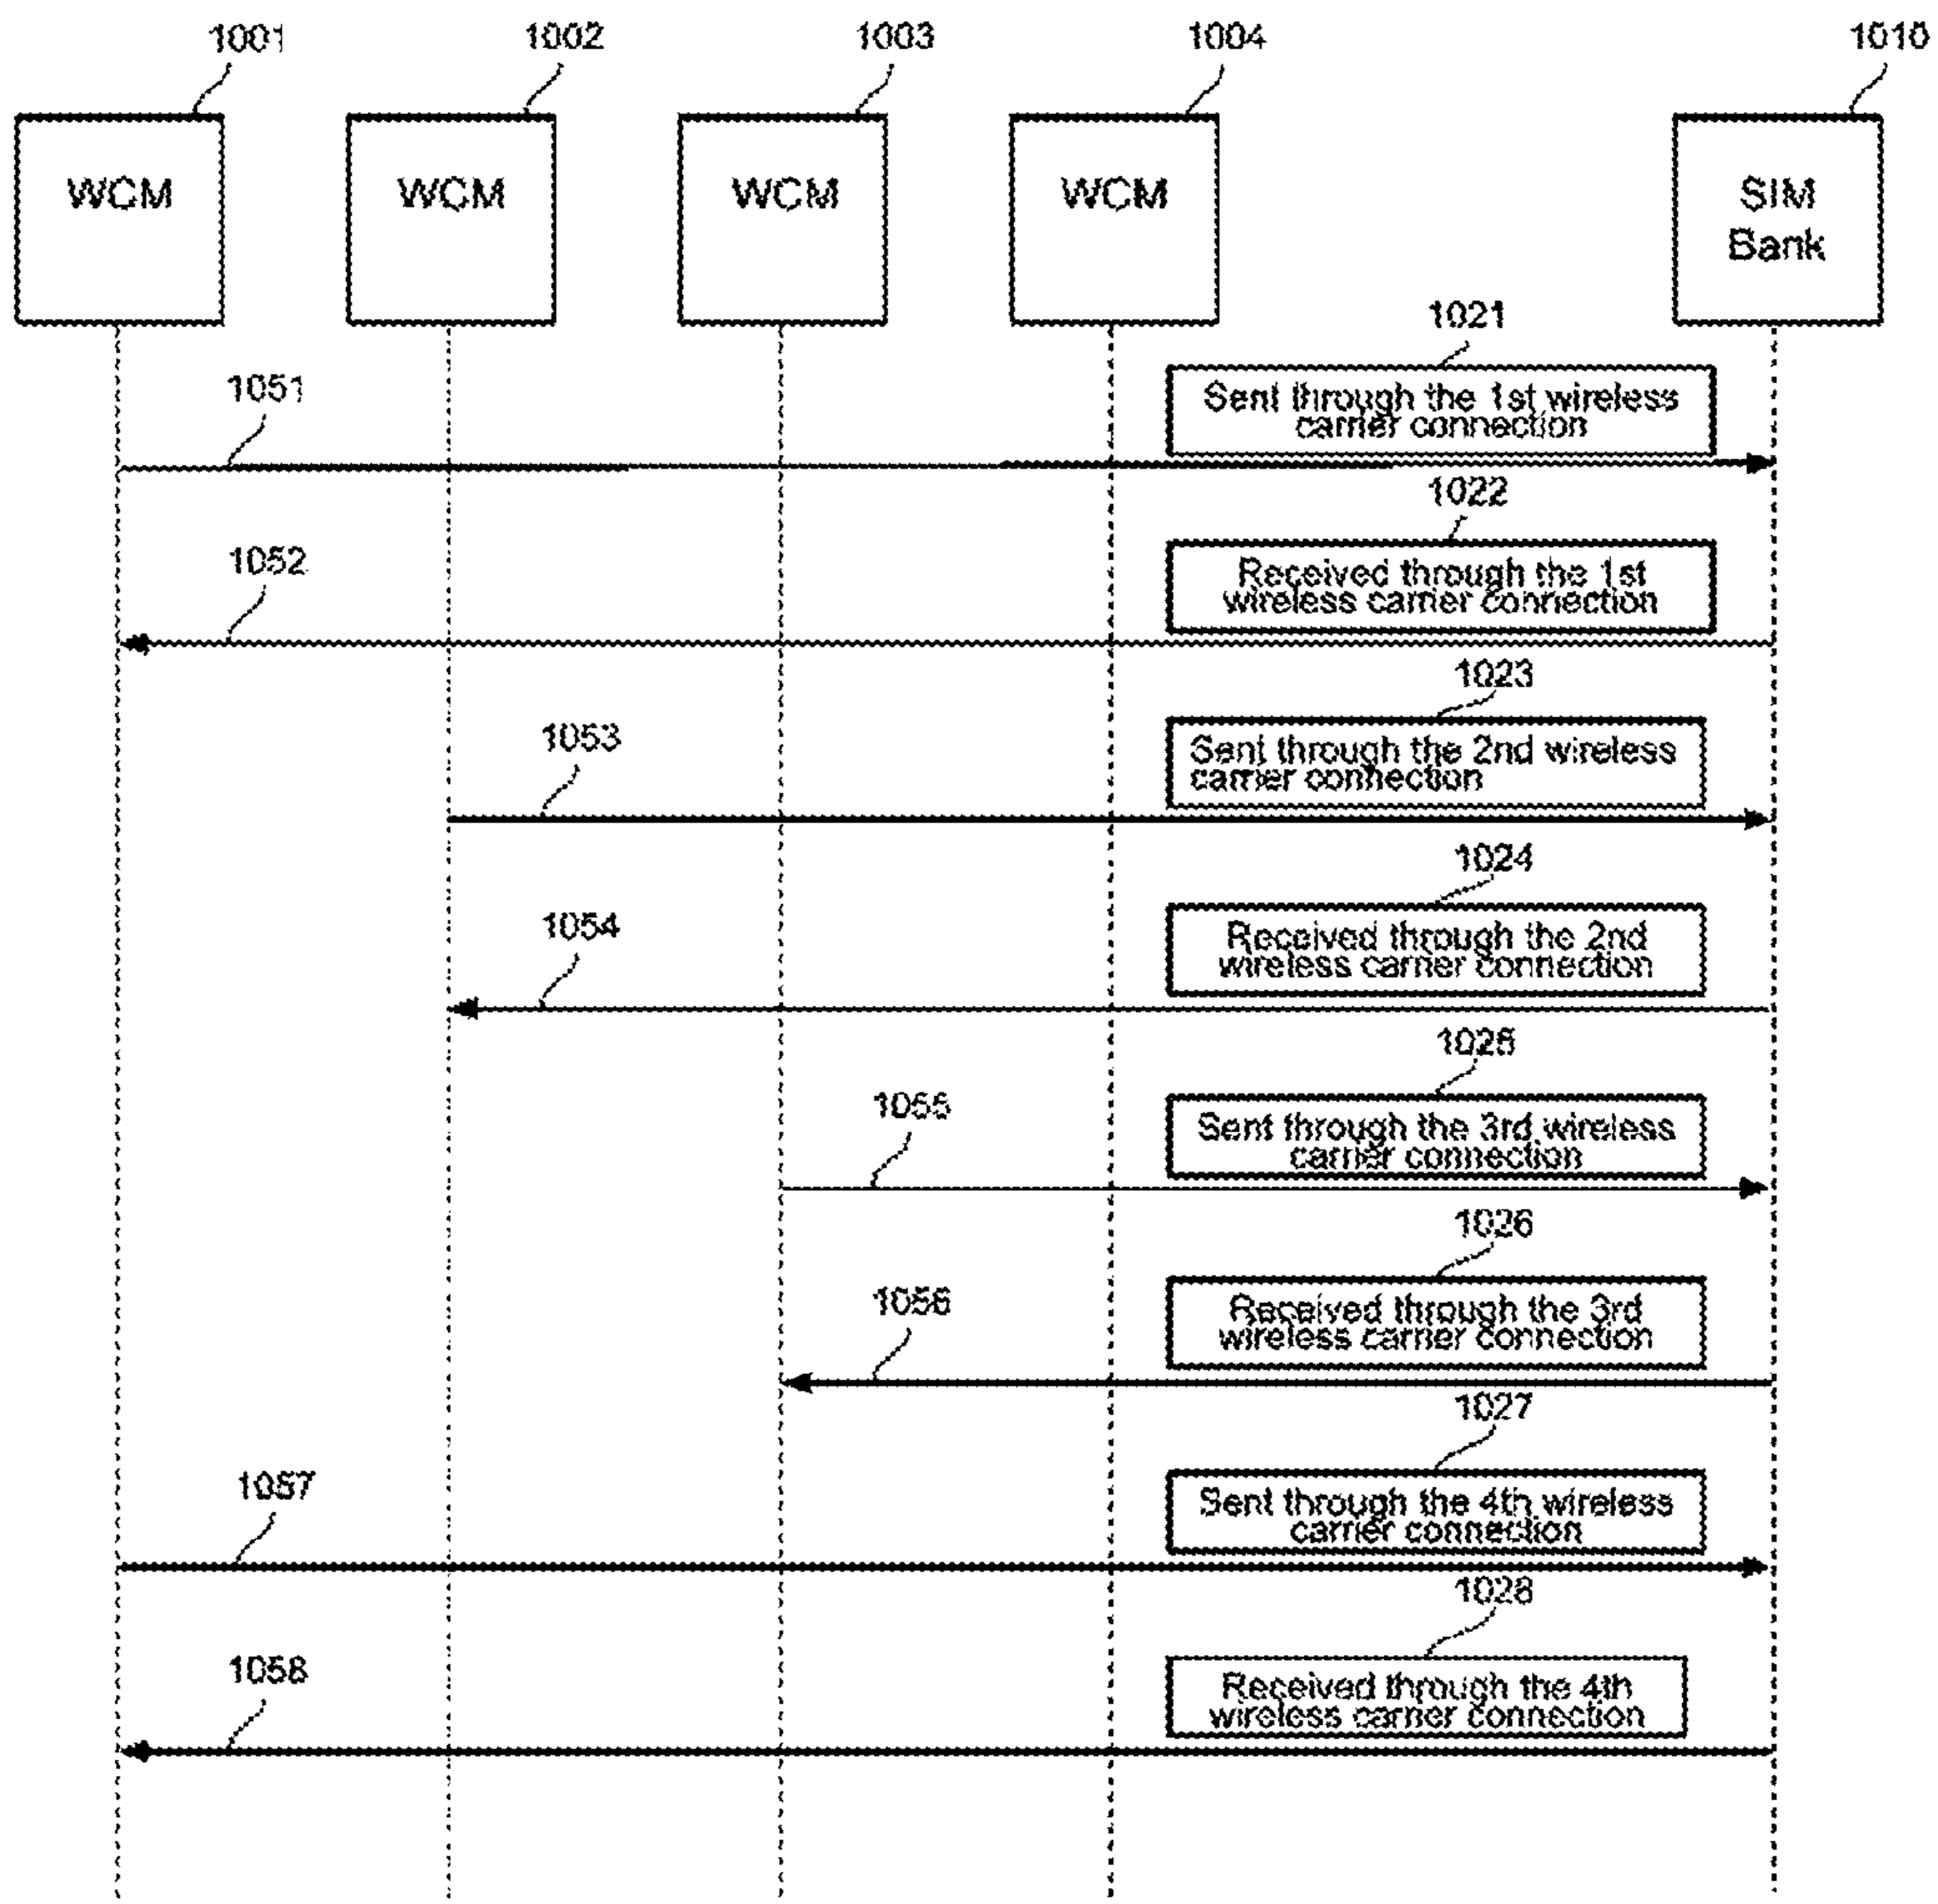 1001
1002
1003
1004
1010
WCM
WCM
WCM
WCM
SIM
Bank
1021
1051
Sent through the 1st wireless
carrier connection
1022
1052
Received through the 1st
wireless carrier connection
1023
1053
Sent through the 2nd wireless
carrier connection
1024
1054
Received through the 2nd
wireless carrier connection
1025
1055
Sent through the 3rd wireless
carrier connection
1026
1056
Received through the 3rd
wireless carrier connection
1027
1057
Sent through the 4th wireless
carrier connection
1028
1058
Received through the 4th
wireless carrier connection